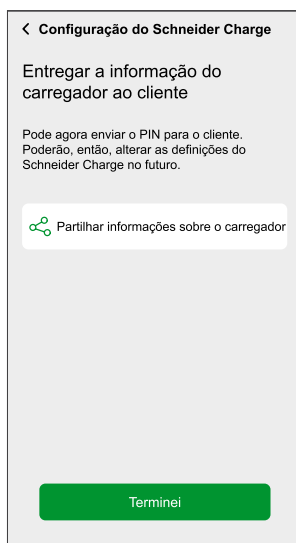 Configuração do Schneider Charge
Entregar a informação do
carregador ao cliente
Pode agora enviar o PIN para o cliente.
Poderão, então, alterar as definições do
Schneider Charge no futuro.
Partilhar informações sobre o carregador
Terminei